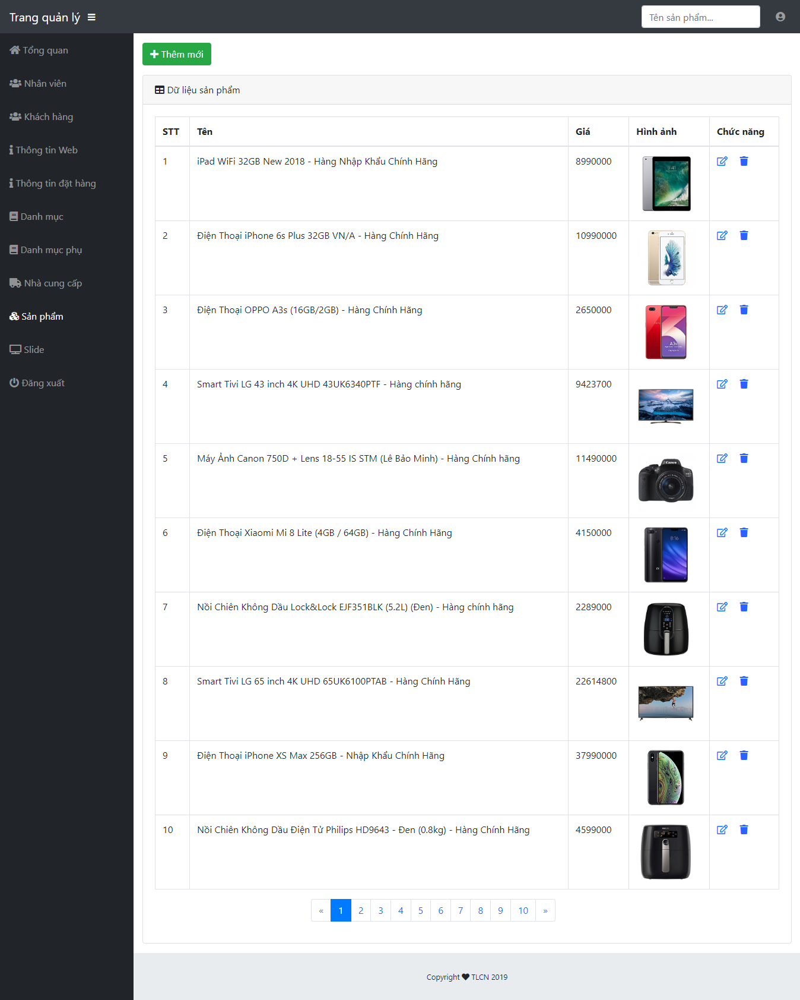 Trang quản lý
Tên sản phẩm...
Tổng quan
Nhân viên
Khách hàng
Thông tin Web
Thông tin đặt hàng
Danh mục
Danh mục phụ
Nhà cung cấp
Sản phẩm
Slide
Đăng xuất
Thêm mới
Dữ liệu sản phẩm
STT Tên Giá Hình ảnh Chức năng
1 iPad WiFi 32GB New 2018 - Hàng Nhập Khẩu Chính Hãng 8990000
2 Điện Thoại iPhone 6s Plus 32GB VN/A - Hàng Chính Hãng 10990000
3 Điện Thoại OPPO A3s (16GB/2GB) - Hàng Chính Hãng 2650000
A3s
4 Smart Tivi LG 43 inch 4K UHD 43UK6340PTF - Hàng chính hãng 9423700
5 Máy Ảnh Canon 750D + Lens 18-55 IS STM (Lê Bảo Minh) - Hàng Chính hãng 11490000
Canon
6 Điện Thoại Xiaomi Mi 8 Lite (4GB / 64GB) - Hàng Chính Hãng 4150000
8:16
7 Nồi Chiên Không Dầu Lock&Lock EJF351BLK (5.2L) (Đen) - Hàng chính hãng 2289000
8 Smart Tivi LG 65 inch 4K UHD 65UK6100PTAB - Hàng Chính Hãng 22614800
9 Điện Thoại iPhone XS Max 256GB - Nhập Khẩu Chính Hãng 37990000
10 Nồi Chiên Không Dầu Điện Tử Philips HD9643 - Đen (0.8kg) - Hàng Chính Hãng 4599000
« 1 2 3 4 5 6 7 8 9 10 »
Copyright ♥ TLCN 2019